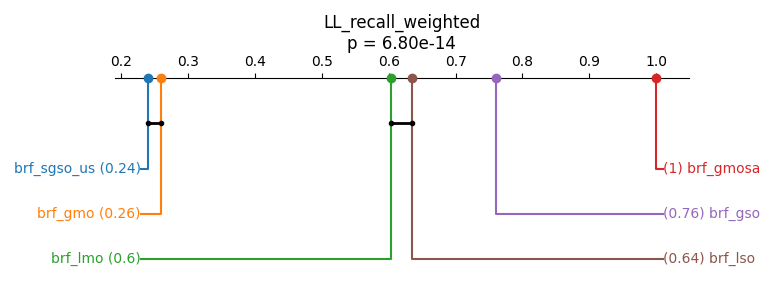 LL_recall_weighted
p = 6.80e-14
0.2 0.3 0.4 0.5 0.6 0.7 0.8 0.9 1.0
brf_sgso_us (0.24) (1) brf_gmosa
brf_gmo (0.26) (0.76) brf_gso
brf_lmo (0.6) (0.64) brf_lso